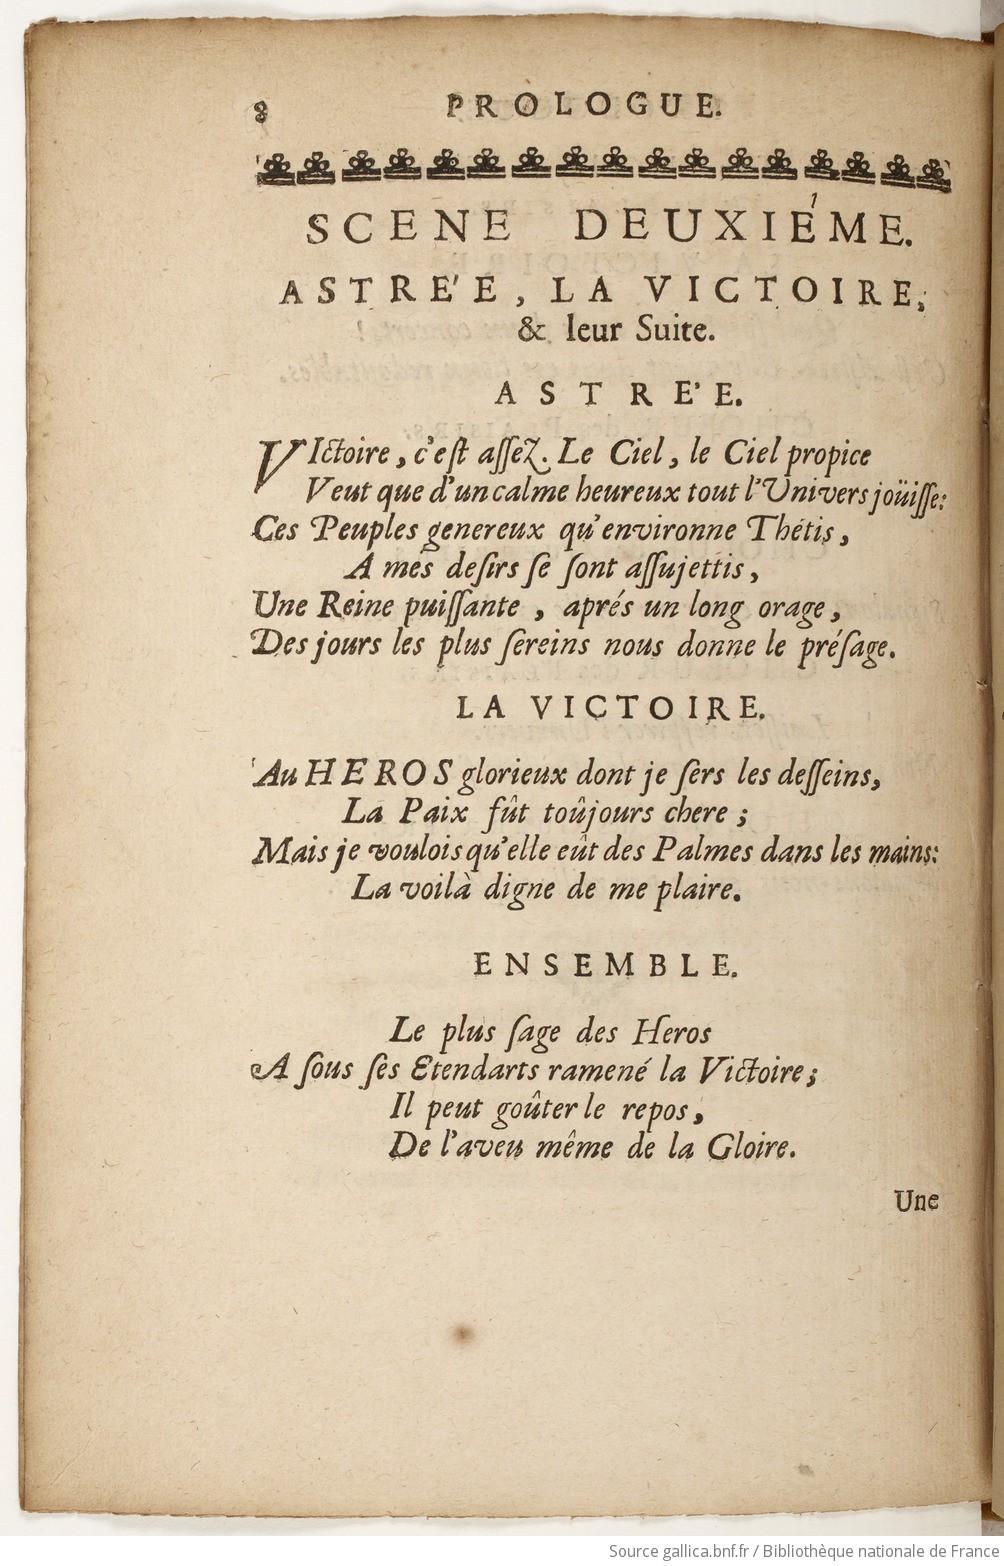 8 PROLOGUE.
SCENE DEUXIÉME.
ASTRE'E, LA VICTOIRE,
& leur Suite.
ASTRE'E.
VIctoire, c'eſt aſſeZ. Le Ciel, le Ciel propice
Veut que d'un calme heureux tout l'Univers joüiſſe:
Ces Peuples genereux qu'environne Thétis,
A mes deſirs ſe ſont aſſujettis,
Une Reine puiſſante, aprés un long orage,
Des jours les plus ſereins nous donne le préſage.
LA VICTOIRE.
Au HEROS glorieux dont je ſers les deſſeins,
La Paix fût toûjours chere;
Mais je voulois qu'elle eût des Palmes dans les mains:
La voilà digne de me plaire.
ENSEMBLE.
Le plus ſage des Heros
A ſous ſes Etendarts ramené la Victoire;
Il peut goûter le repos,
De l'aveu même de la Gloire.
Une
Source gallica.bnf.fr / Bibliothèque nationale de France